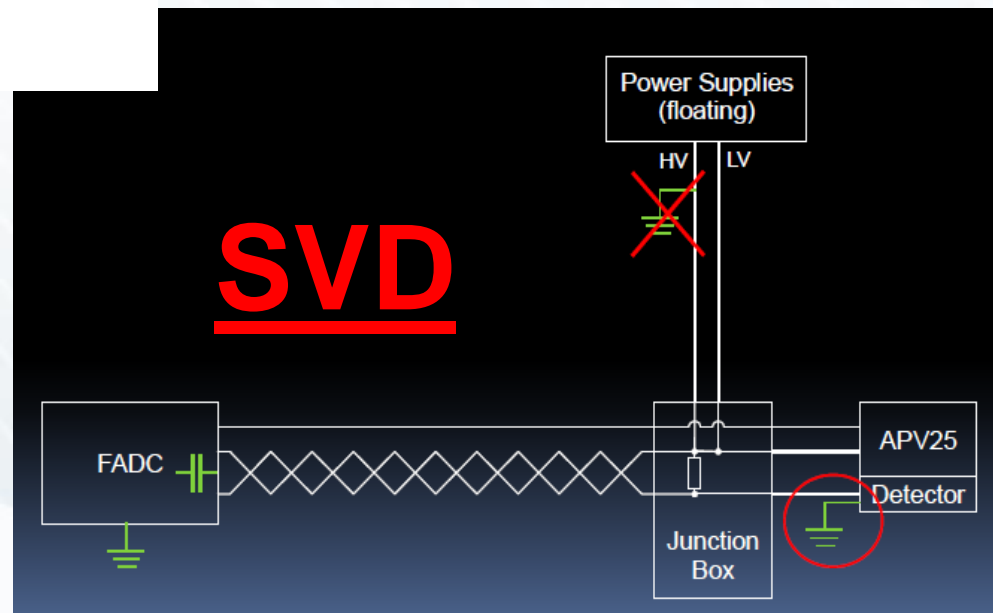 Power Supplies
(floating)
HV
LV
SVD
FADC
APV25
Detector
Junction
Box